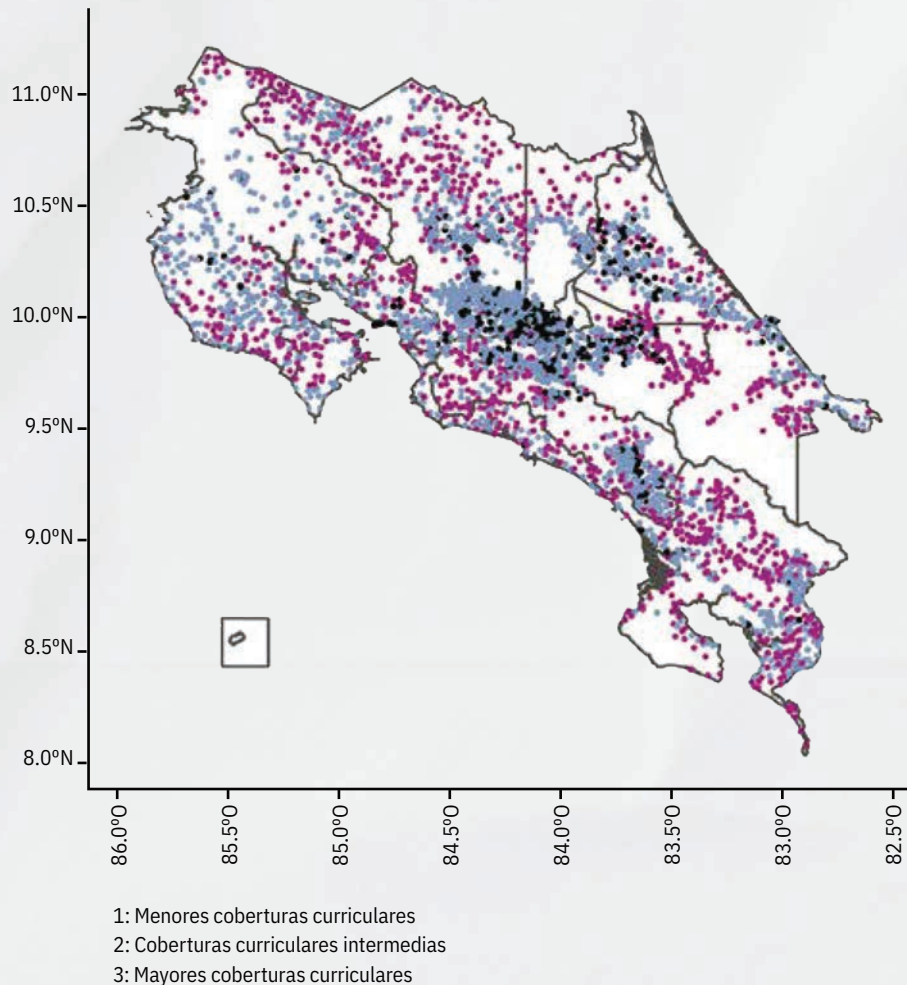 11.0ºN
10.5ºN
10.0ºN
9.5ºN
9.0ºN
8.5ºN
8.0ºN
86.0ºO
85.5ºO
85.0ºO
84.5ºO
84.0ºO
83.5ºO
83.0ºO
82.5ºO
1: Menores coberturas curriculares
2: Coberturas curriculares intermedias
3: Mayores coberturas curriculares